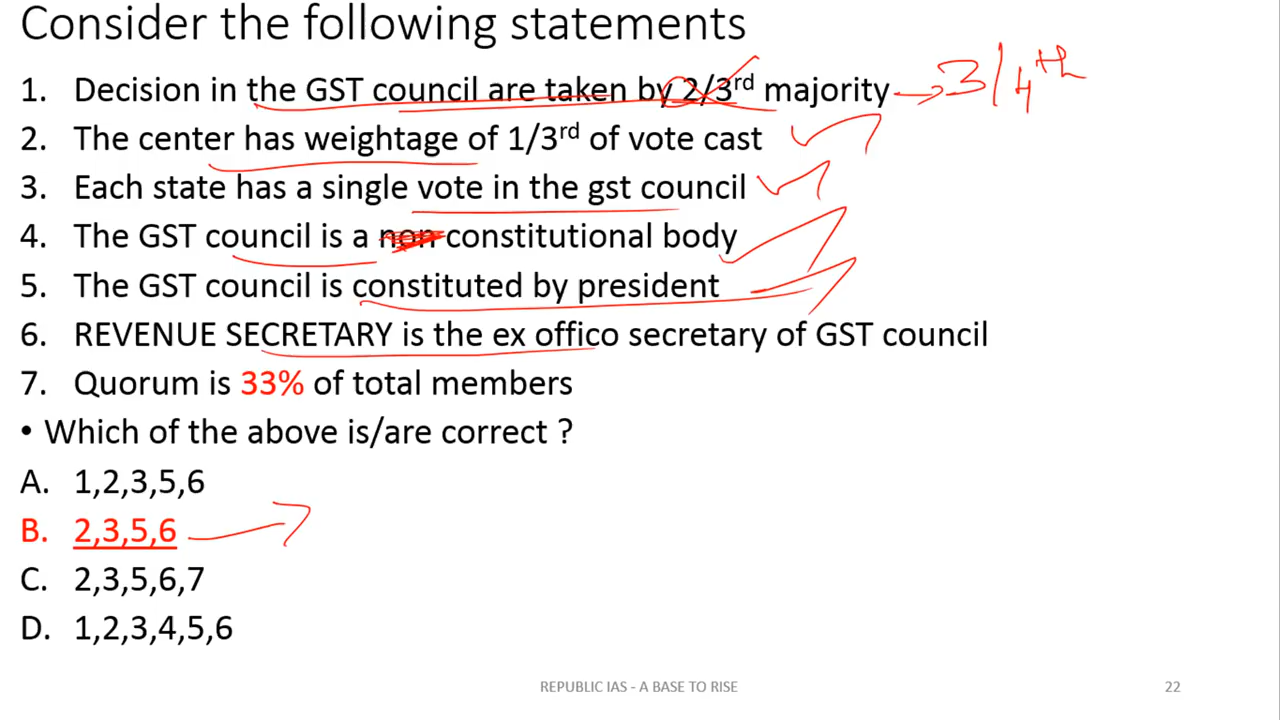 Consider the following statements
1. Decision in the GST council are taken by 2/3rd majority → 3/4th
2. The center has weightage of 1/3rd of vote cast
3. Each state has a single vote in the gst council
4. The GST council is a non constitutional body
5. The GST council is constituted by president
6. REVENUE SECRETARY is the ex offico secretary of GST council
7. Quorum is 33% of total members
• Which of the above is/are correct ?
A. 1,2,3,5,6
B. 2,3,5,6
C. 2,3,5,6,7
D. 1,2,3,4,5,6
REPUBLIC IAS - A BASE TO RISE 22